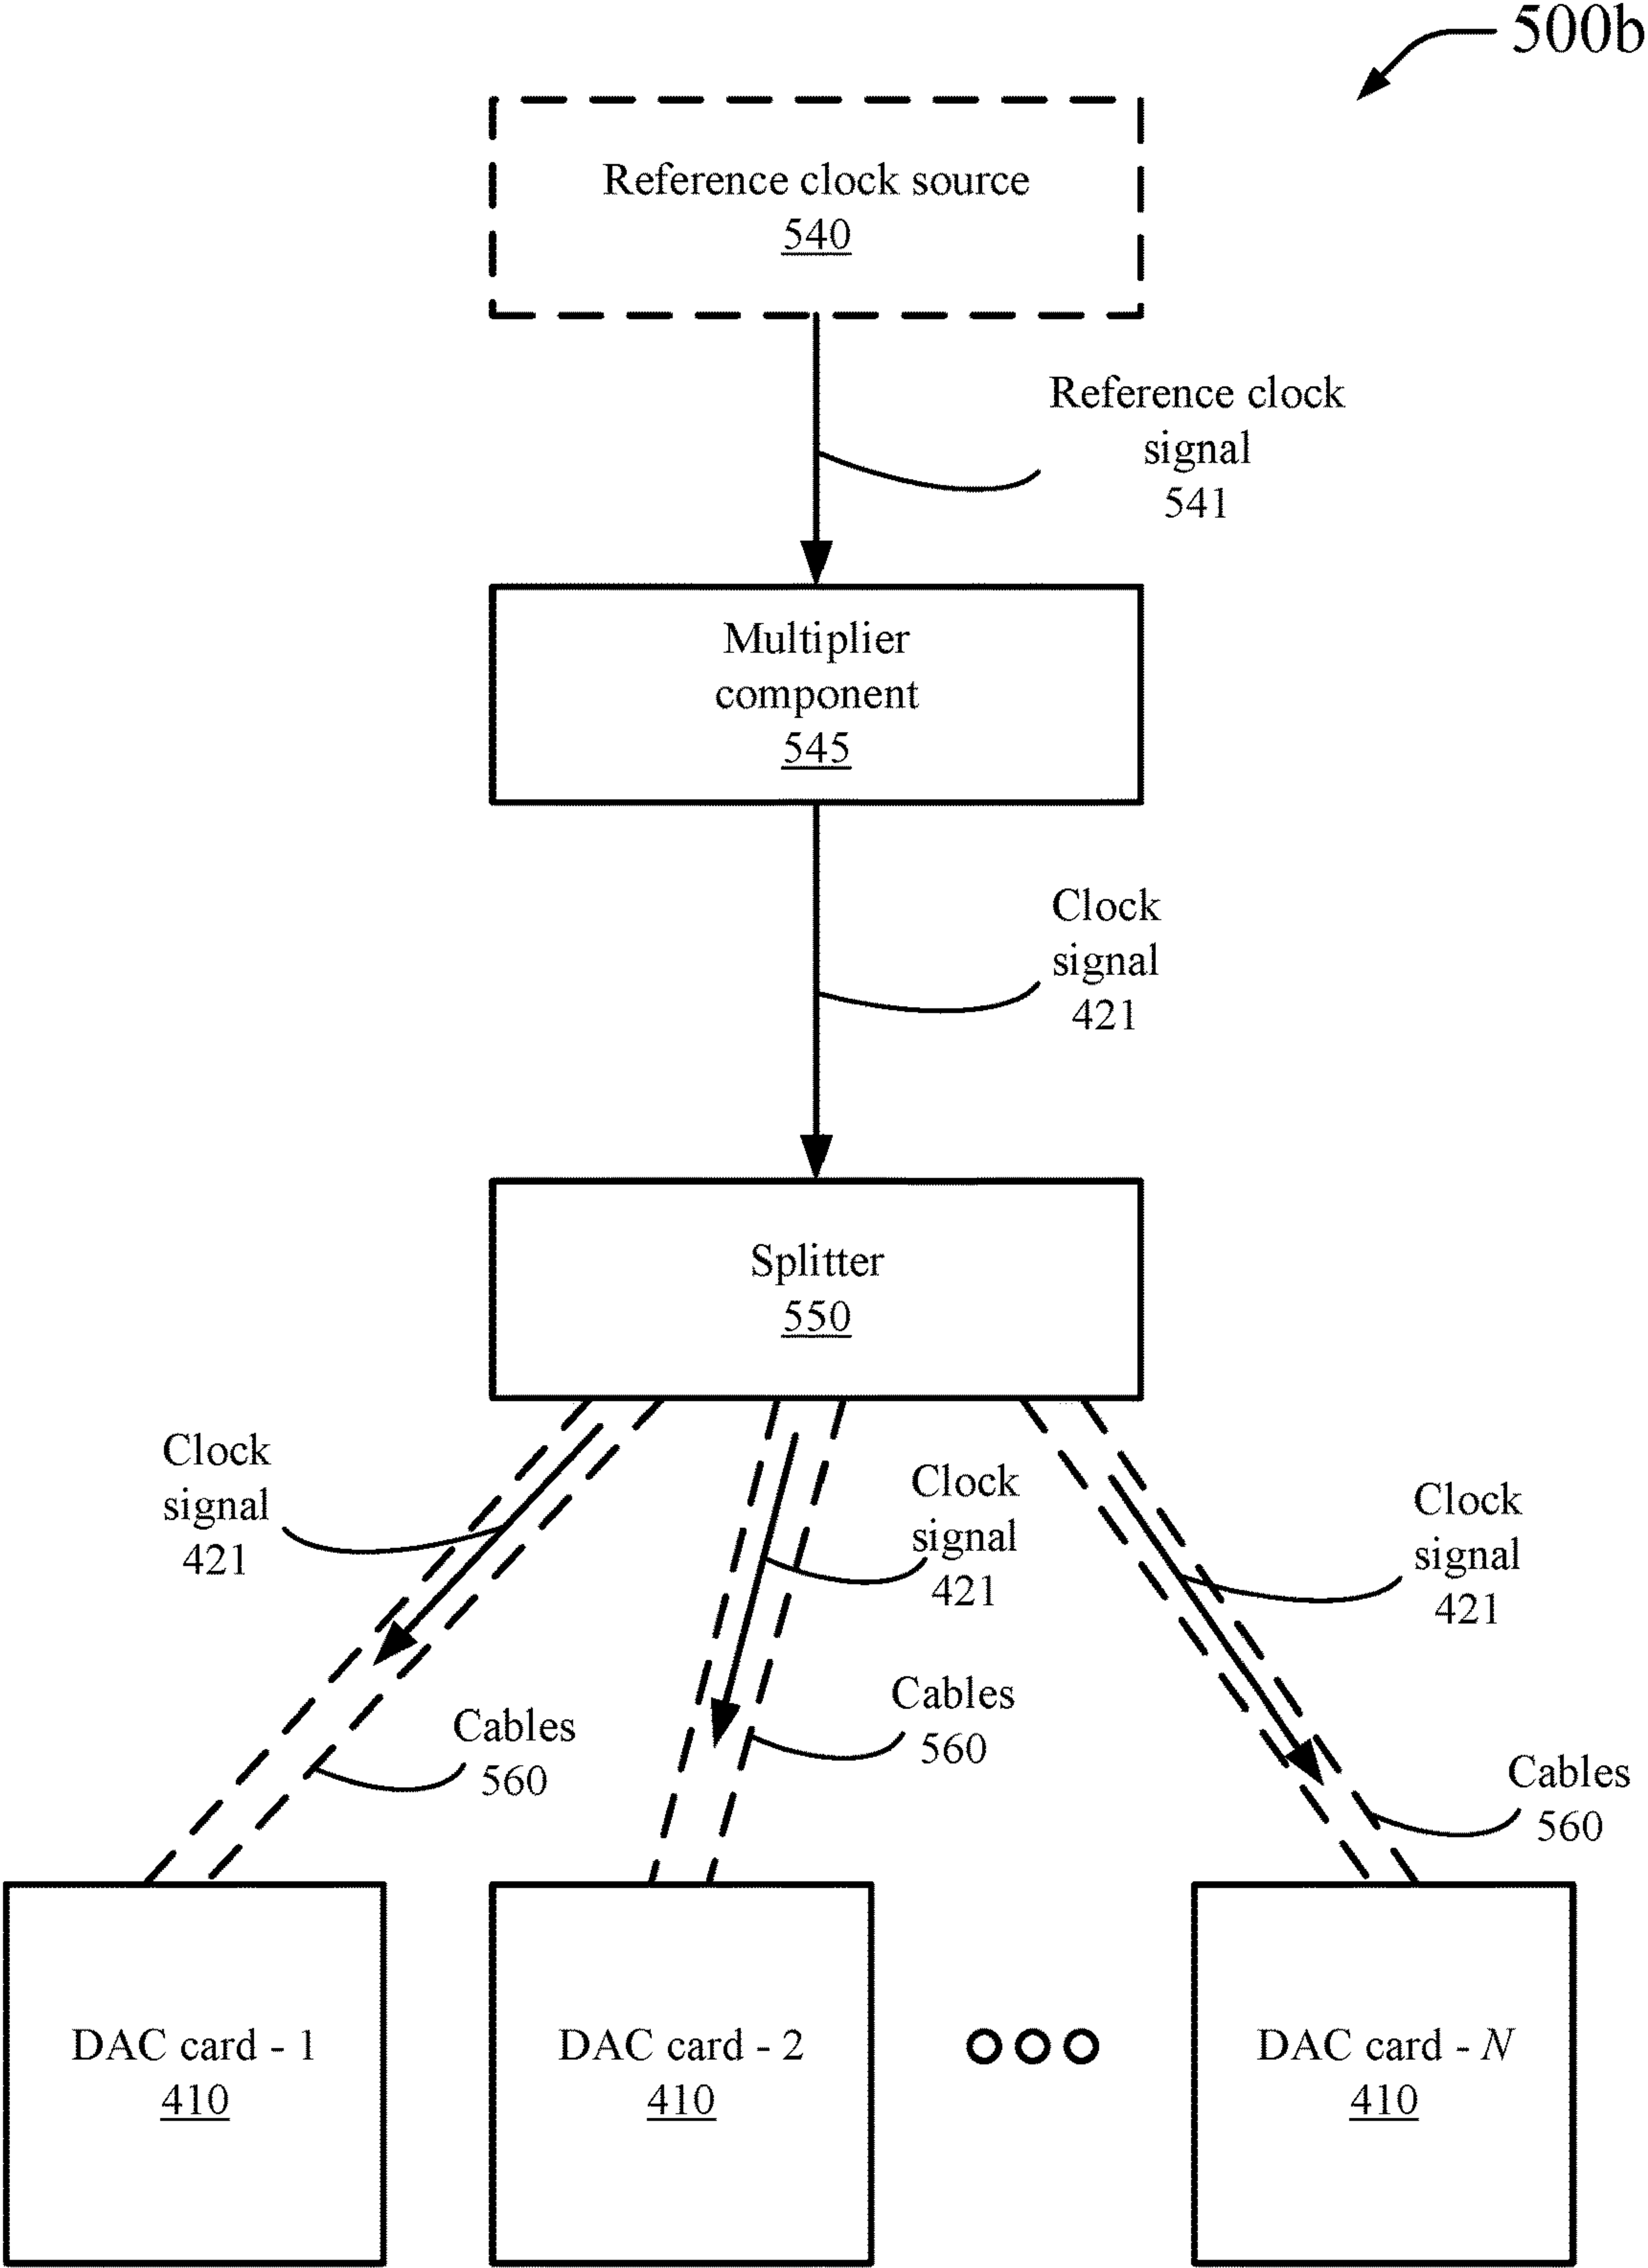 500b
Reference clock source
540
Reference clock
signal
541
Multiplier
component
545
Clock
signal
421
Splitter
550
Clock
signal
421
Clock
signal
421
Clock
signal
421
Cables
560
Cables
560
Cables
560
DAC card - 1
410
DAC card - 2
410
DAC card - N
410